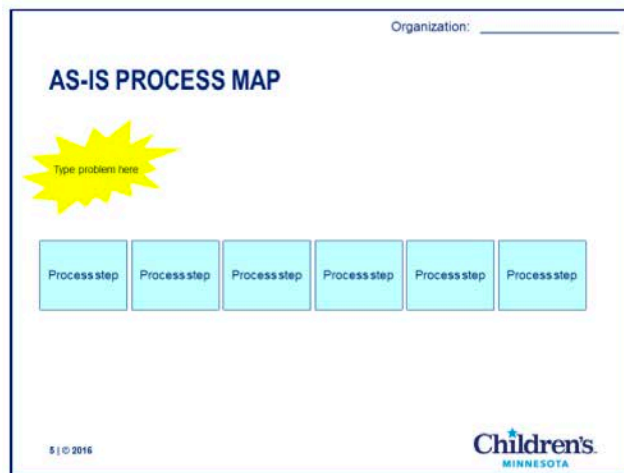 Organization:
AS-IS PROCESS MAP
Type problem here
Process step Process step Process step Process step Process step Process step
5 | © 2016
Children's
MINNESOTA